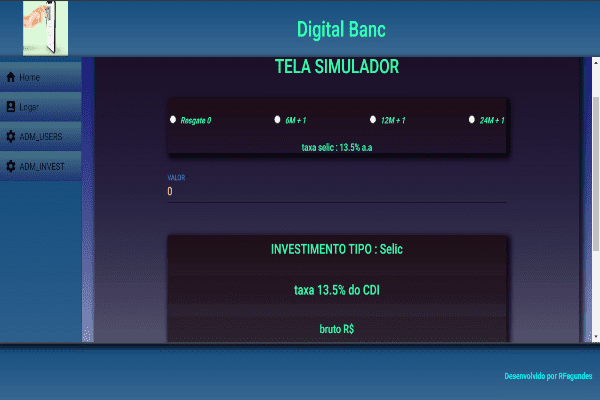 Digital Banc
Home
Logar
ADM_USERS
ADM_INVEST
TELA SIMULADOR
Resgate 0 6M + 1 12M + 1 24M + 1
taxa selic : 13.5% a.a
VALOR
0
INVESTIMENTO TIPO : Selic
taxa 13.5% do CDI
bruto R$
Desenvolvido por RFagundes